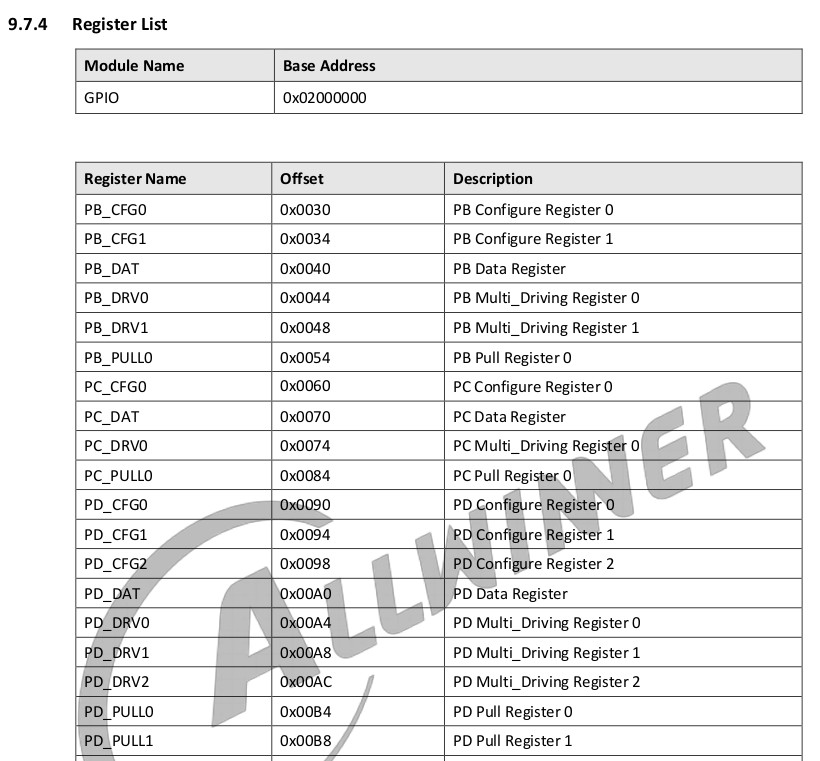 9.7.4 Register List
Module Name Base Address
GPIO 0x02000000
Register Name Offset Description
PB_CFG0 0x0030 PB Configure Register 0
PB_CFG1 0x0034 PB Configure Register 1
PB_DAT 0x0040 PB Data Register
PB_DRV0 0x0044 PB Multi_Driving Register 0
PB_DRV1 0x0048 PB Multi_Driving Register 1
PB_PULL0 0x0054 PB Pull Register 0
PC_CFG0 0x0060 PC Configure Register 0
PC_DAT 0x0070 PC Data Register
PC_DRV0 0x0074 PC Multi_Driving Register 0
PC_PULL0 0x0084 PC Pull Register 0
PD_CFG0 0x0090 PD Configure Register 0
PD_CFG1 0x0094 PD Configure Register 1
PD_CFG2 0x0098 PD Configure Register 2
PD_DAT 0x00A0 PD Data Register
PD_DRV0 0x00A4 PD Multi_Driving Register 0
PD_DRV1 0x00A8 PD Multi_Driving Register 1
PD_DRV2 0x00AC PD Multi_Driving Register 2
PD_PULL0 0x00B4 PD Pull Register 0
PD_PULL1 0x00B8 PD Pull Register 1
ALLWINNER